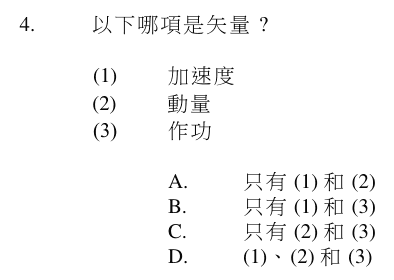 4. 以下哪項是矢量？
(1) 加速度
(2) 動量
(3) 作功
A. 只有 (1) 和 (2)
B. 只有 (1) 和 (3)
C. 只有 (2) 和 (3)
D. (1)、(2) 和 (3)